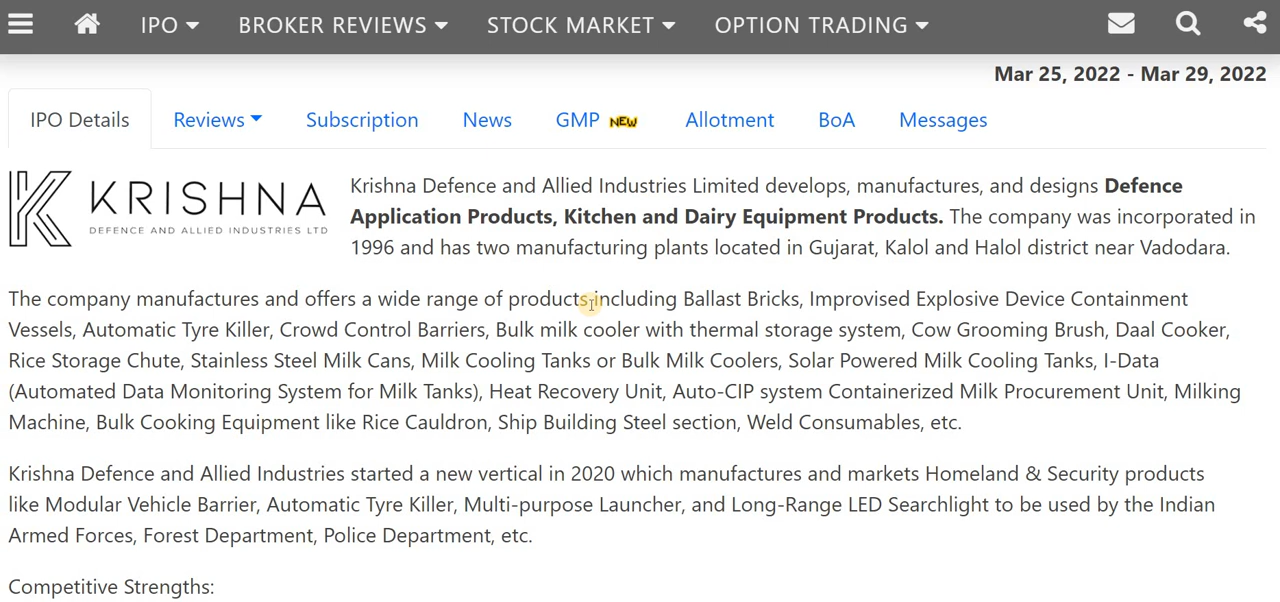 IPO BROKER REVIEWS STOCK MARKET OPTION TRADING
Mar 25, 2022 - Mar 29, 2022
IPO Details Reviews Subscription News GMP NEW Allotment BoA Messages
KRISHNA
DEFENCE AND ALLIED INDUSTRIES LTD
Krishna Defence and Allied Industries Limited develops, manufactures, and designs Defence
Application Products, Kitchen and Dairy Equipment Products. The company was incorporated in
1996 and has two manufacturing plants located in Gujarat, Kalol and Halol district near Vadodara.
The company manufactures and offers a wide range of products including Ballast Bricks, Improvised Explosive Device Containment
Vessels, Automatic Tyre Killer, Crowd Control Barriers, Bulk milk cooler with thermal storage system, Cow Grooming Brush, Daal Cooker,
Rice Storage Chute, Stainless Steel Milk Cans, Milk Cooling Tanks or Bulk Milk Coolers, Solar Powered Milk Cooling Tanks, I-Data
(Automated Data Monitoring System for Milk Tanks), Heat Recovery Unit, Auto-CIP system Containerized Milk Procurement Unit, Milking
Machine, Bulk Cooking Equipment like Rice Cauldron, Ship Building Steel section, Weld Consumables, etc.
Krishna Defence and Allied Industries started a new vertical in 2020 which manufactures and markets Homeland & Security products
like Modular Vehicle Barrier, Automatic Tyre Killer, Multi-purpose Launcher, and Long-Range LED Searchlight to be used by the Indian
Armed Forces, Forest Department, Police Department, etc.
Competitive Strengths: